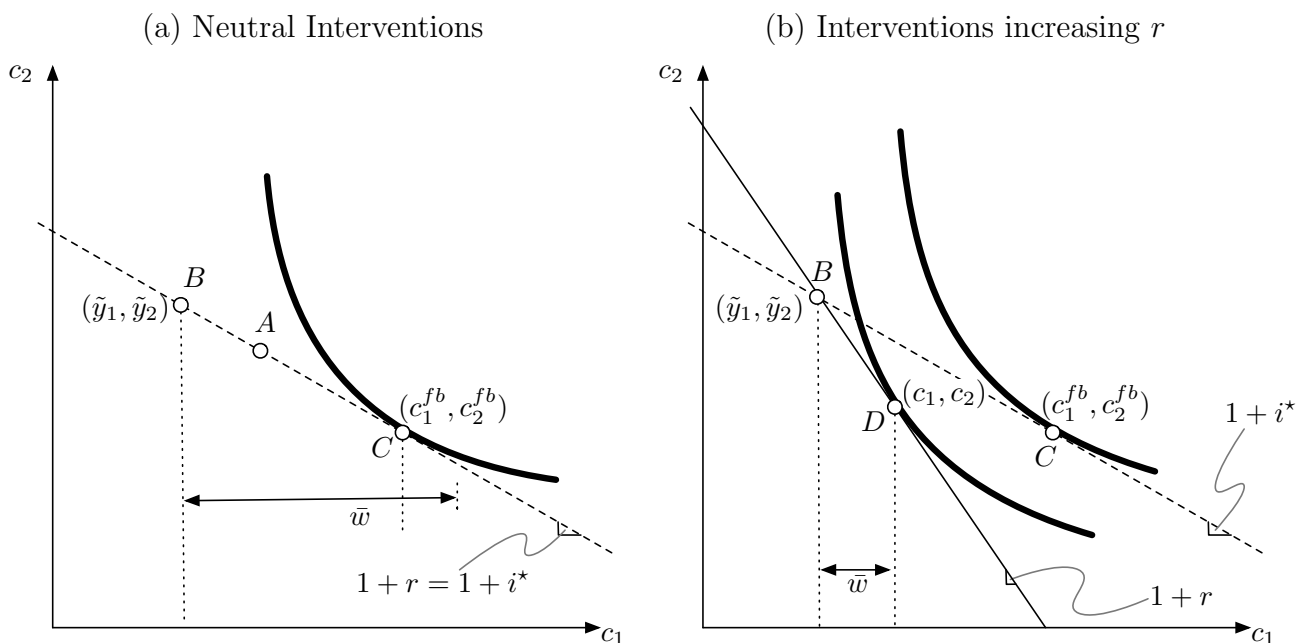 (a) Neutral Interventions
c₂
B
(ỹ₁, ỹ₂)
A
(c₁^{fb}, c₂^{fb})
C
w̄
1 + r = 1 + i⋆
c₁
(b) Interventions increasing r
c₂
B
(ỹ₁, ỹ₂)
(c₁, c₂)
D
(c₁^{fb}, c₂^{fb})
C
1 + i⋆
w̄
1 + r
c₁